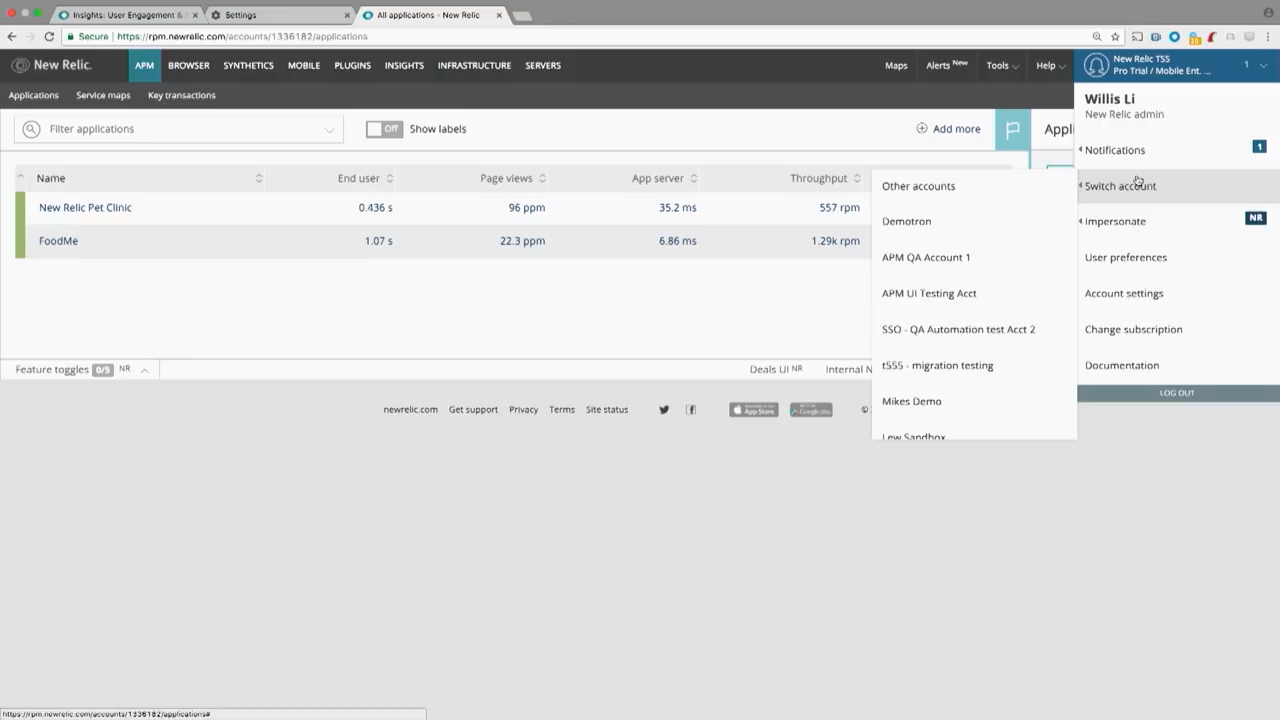 Insights: User Engagement &
Settings
All applications - New Relic
Secure
https://rpm.newrelic.com/accounts/1336182/applications
New Relic.
APM
BROWSER
SYNTHETICS
MOBILE
PLUGINS
INSIGHTS
INFRASTRUCTURE
SERVERS
Maps
Alerts New
Tools
Help
New Relic TSS
Pro Trial / Mobile Ent. ...
1
Applications
Service maps
Key transactions
Willis Li
New Relic admin
Filter applications
Off
Show labels
Add more
Appli
Notifications
1
Name
End user
Page views
App server
Throughput
Other accounts
Switch account
New Relic Pet Clinic
0.436 s
96 ppm
35.2 ms
557 rpm
Demotron
Impersonate
NR
FoodMe
1.07 s
22.3 ppm
6.86 ms
1.29k rpm
APM QA Account 1
User preferences
APM UI Testing Acct
Account settings
SSO - QA Automation test Acct 2
Change subscription
t555 - migration testing
Documentation
Feature toggles 0/5 NR
Deals UI NR
Internal N
LOG OUT
Mikes Demo
newrelic.com
Get support
Privacy
Terms
Site status
App Store
Google play
©
Lew Sandbox
https://rpm.newrelic.com/accounts/1336182/applications#